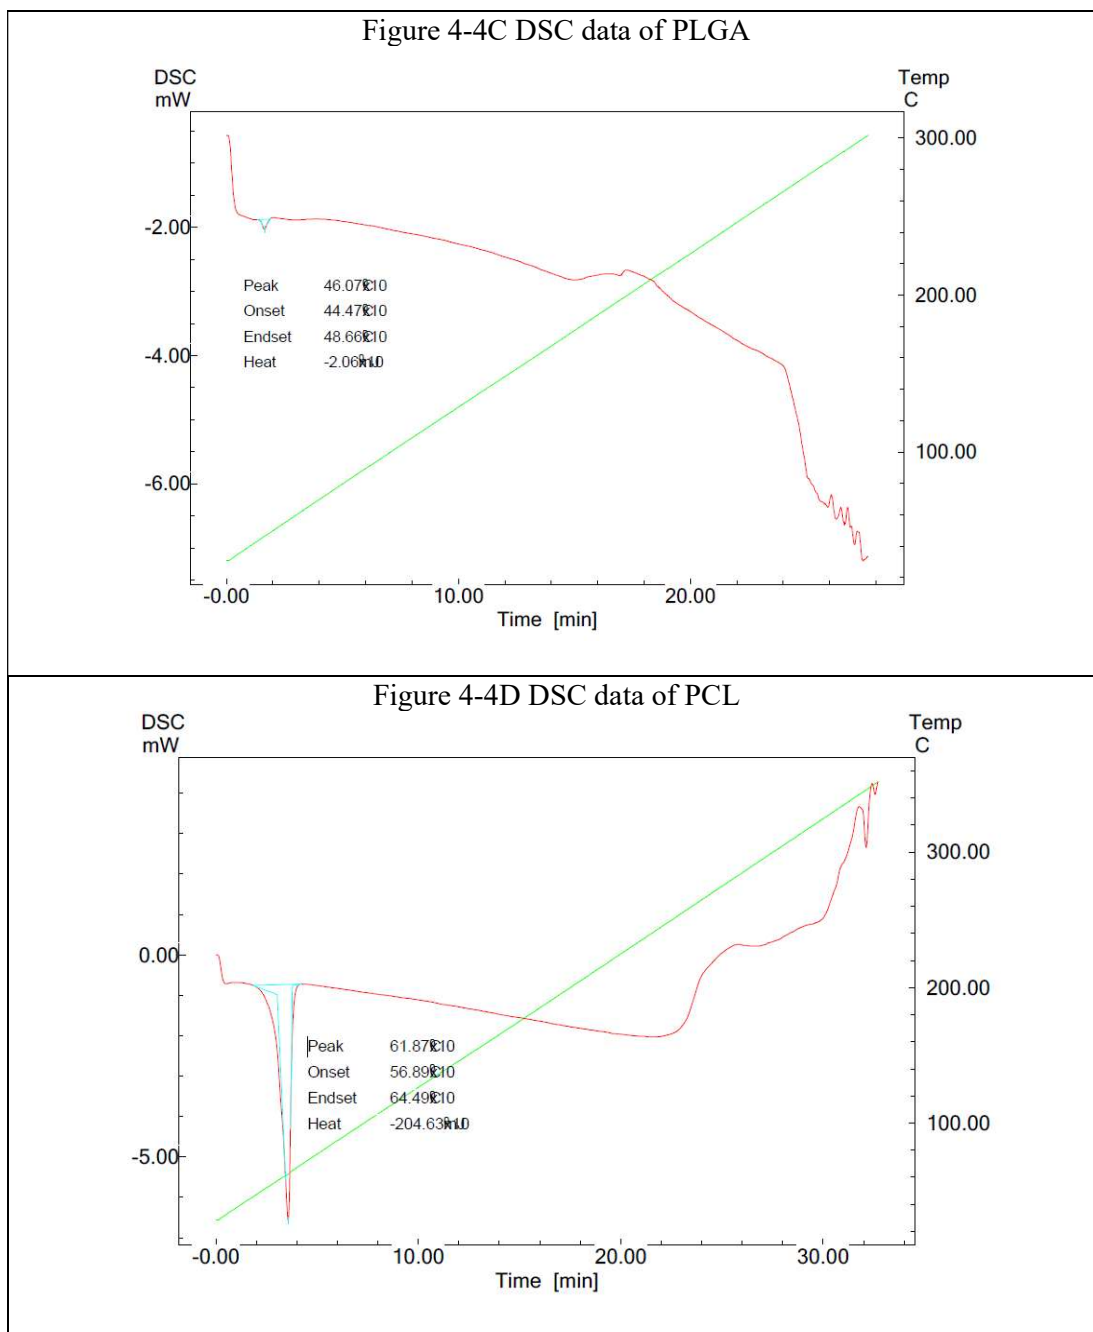 Figure 4-4C DSC data of PLGA
DSC
mW
Temp
C
300.00
-2.00
Peak 46.07
Onset 44.47
200.00
Endset 48.66
Heat -2.06
-4.00
100.00
-6.00
-0.00 10.00 20.00
Time [min]
Figure 4-4D DSC data of PCL
DSC
mW
Temp
C
300.00
0.00
200.00
Peak 61.87
Onset 56.89
Endset 64.49
Heat -204.63
100.00
-5.00
-0.00 10.00 20.00 30.00
Time [min]